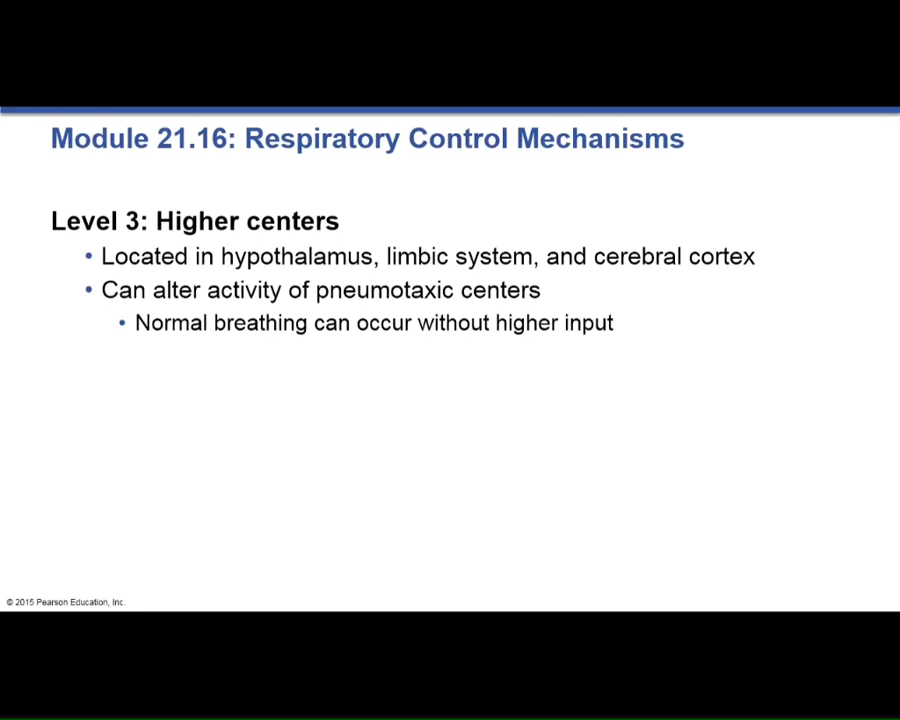 Module 21.16: Respiratory Control Mechanisms
Level 3: Higher centers
• Located in hypothalamus, limbic system, and cerebral cortex
• Can alter activity of pneumotaxic centers
• Normal breathing can occur without higher input
© 2015 Pearson Education, Inc.